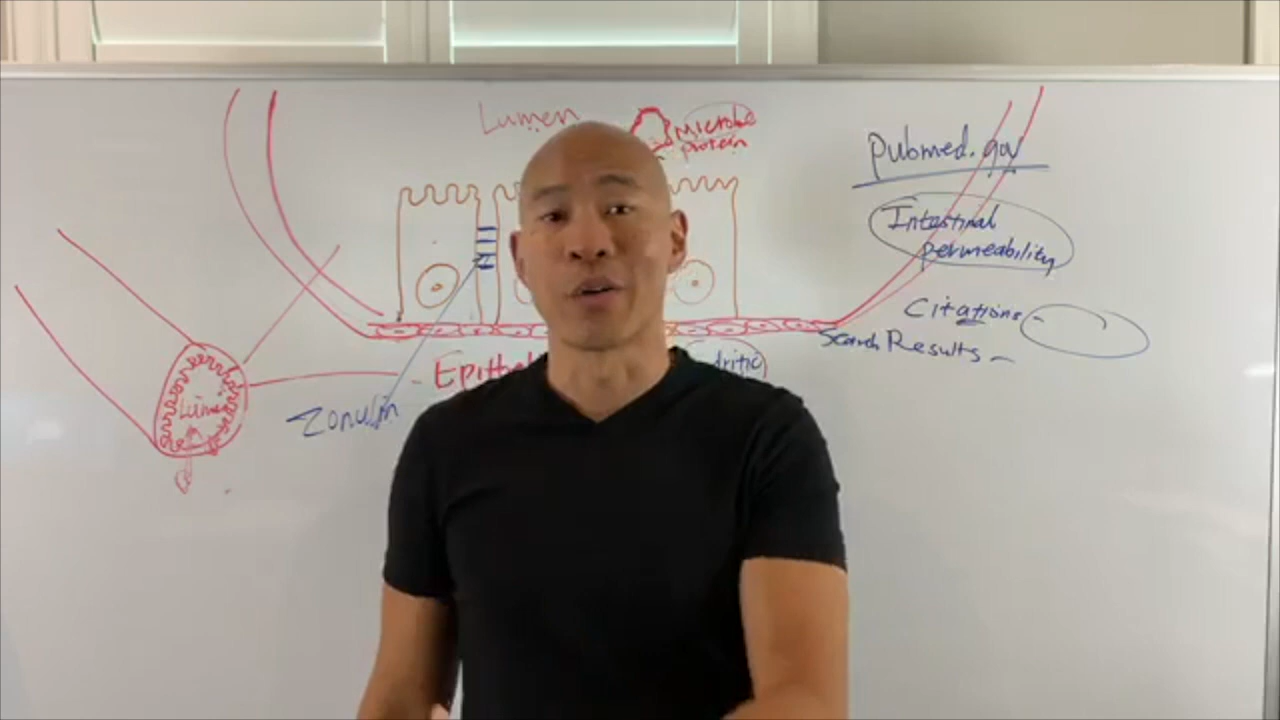 Lumen
Microbe
protein
Pubmed.gov
Intestinal
permeability
Citations -
Search Results -
Epithel
dritic
Zonulin
Lumen